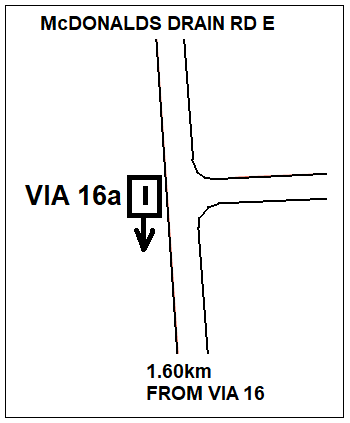 McDONALDS DRAIN RD E
VIA 16a
I
1.60km
FROM VIA 16